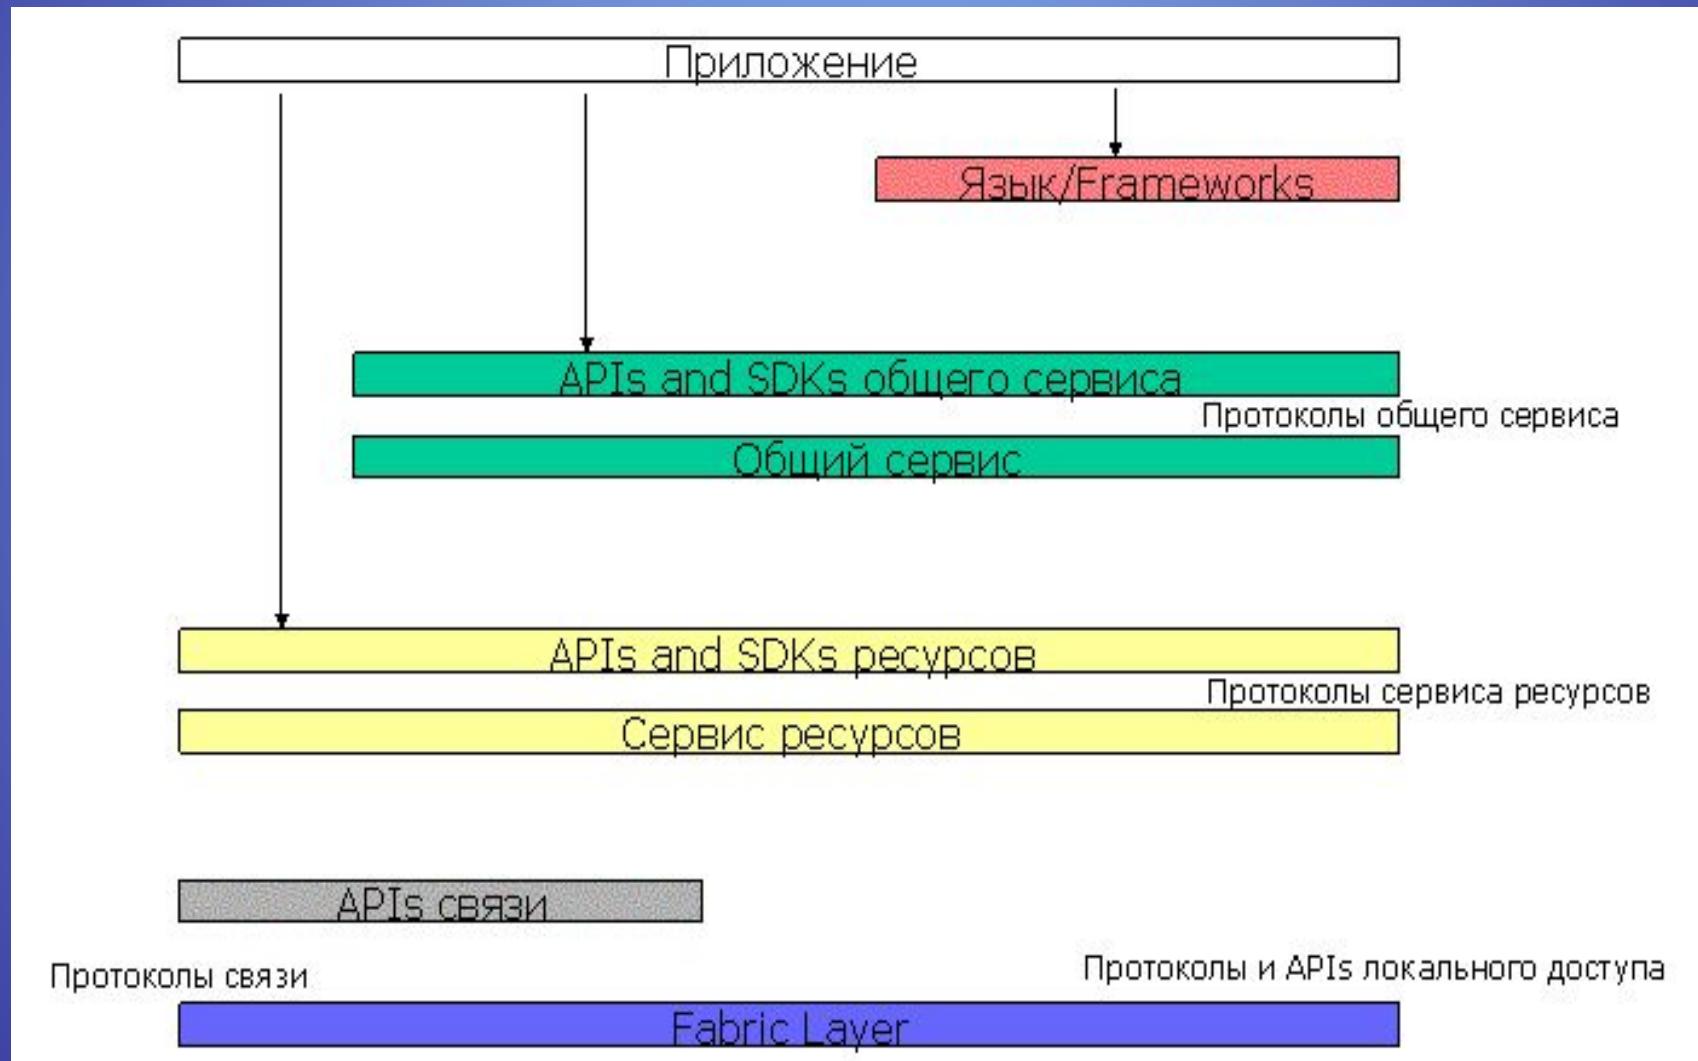 Приложение
Язык/Frameworks
APIs and SDKs общего сервиса
Протоколы общего сервиса
Общий сервис
APIs and SDKs ресурсов
Протоколы сервиса ресурсов
Сервис ресурсов
APIs связи
Протоколы связи
Протоколы и APIs локального доступа
Fabric Layer